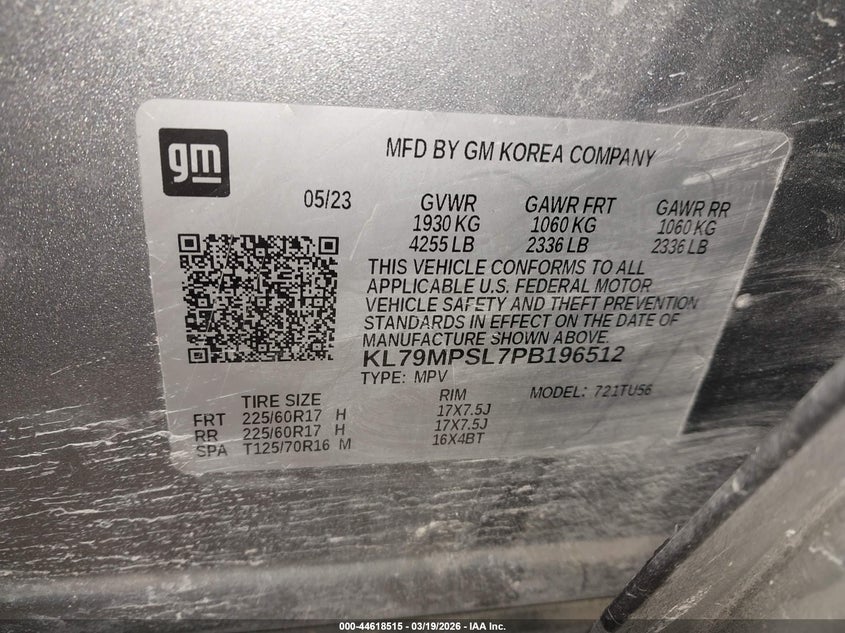 gm
MFD BY GM KOREA COMPANY
05/23 GVWR GAWR FRT GAWR RR
1930 KG 1060 KG 1060 KG
4255 LB 2336 LB 2336 LB
THIS VEHICLE CONFORMS TO ALL
APPLICABLE U.S. FEDERAL MOTOR
VEHICLE SAFETY AND THEFT PREVENTION
STANDARDS IN EFFECT ON THE DATE OF
MANUFACTURE SHOWN ABOVE.
KL79MPSL7PB196512
TYPE: MPV MODEL: 721TU56
TIRE SIZE RIM
FRT 225/60R17 H 17X7.5J
RR 225/60R17 H 17X7.5J
SPA T125/70R16 M 16X4BT
000-44618515 - 03/19/2026 - IAA Inc.